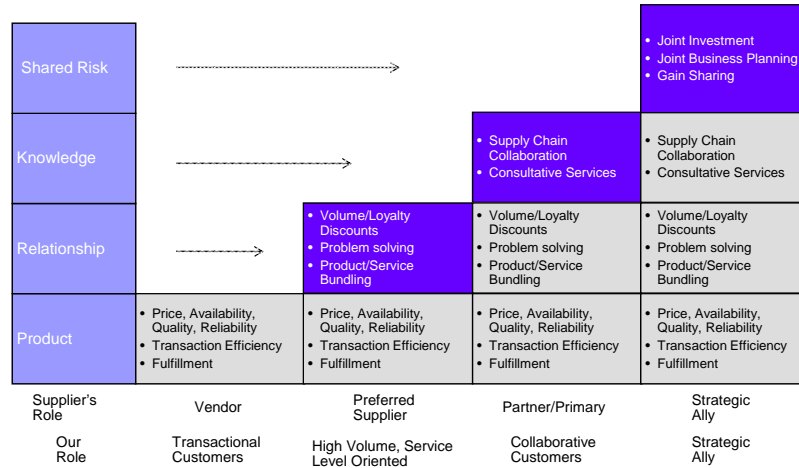 Shared Risk
• Joint Investment
• Joint Business Planning
• Gain Sharing
Knowledge
• Supply Chain
Collaboration
• Consultative Services
• Supply Chain
Collaboration
• Consultative Services
Relationship
• Volume/Loyalty
Discounts
• Problem solving
• Product/Service
Bundling
• Volume/Loyalty
Discounts
• Problem solving
• Product/Service
Bundling
• Volume/Loyalty
Discounts
• Problem solving
• Product/Service
Bundling
Product
• Price, Availability,
Quality, Reliability
• Transaction Efficiency
• Fulfillment
• Price, Availability,
Quality, Reliability
• Transaction Efficiency
• Fulfillment
• Price, Availability,
Quality, Reliability
• Transaction Efficiency
• Fulfillment
• Price, Availability,
Quality, Reliability
• Transaction Efficiency
• Fulfillment
Supplier's
Role
Vendor
Preferred
Supplier
Partner/Primary
Strategic
Ally
Our
Role
Transactional
Customers
High Volume, Service
Level Oriented
Collaborative
Customers
Strategic
Ally